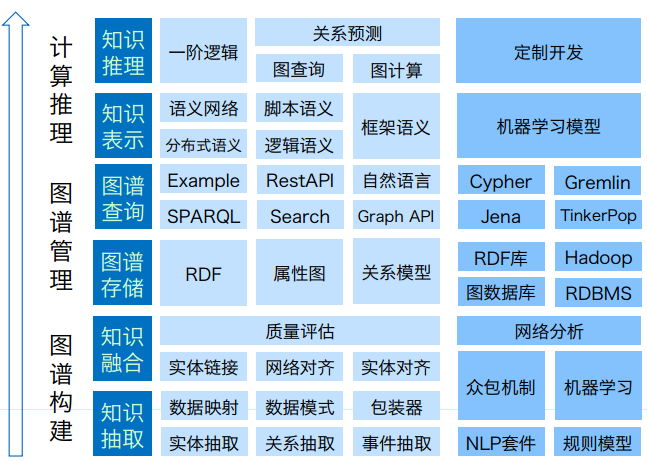 计算推理
知识推理
一阶逻辑
关系预测
图查询
图计算
定制开发
知识表示
语义网络
脚本语义
框架语义
分布式语义
逻辑语义
机器学习模型
图谱管理
图谱查询
Example
RestAPI
自然语言
Cypher
Gremlin
SPARQL
Search
Graph API
Jena
TinkerPop
图谱存储
RDF
属性图
关系模型
RDF库
Hadoop
图数据库
RDBMS
图谱构建
知识融合
质量评估
网络分析
实体链接
网络对齐
实体对齐
众包机制
机器学习
知识抽取
数据映射
数据模式
包装器
实体抽取
关系抽取
事件抽取
NLP套件
规则模型